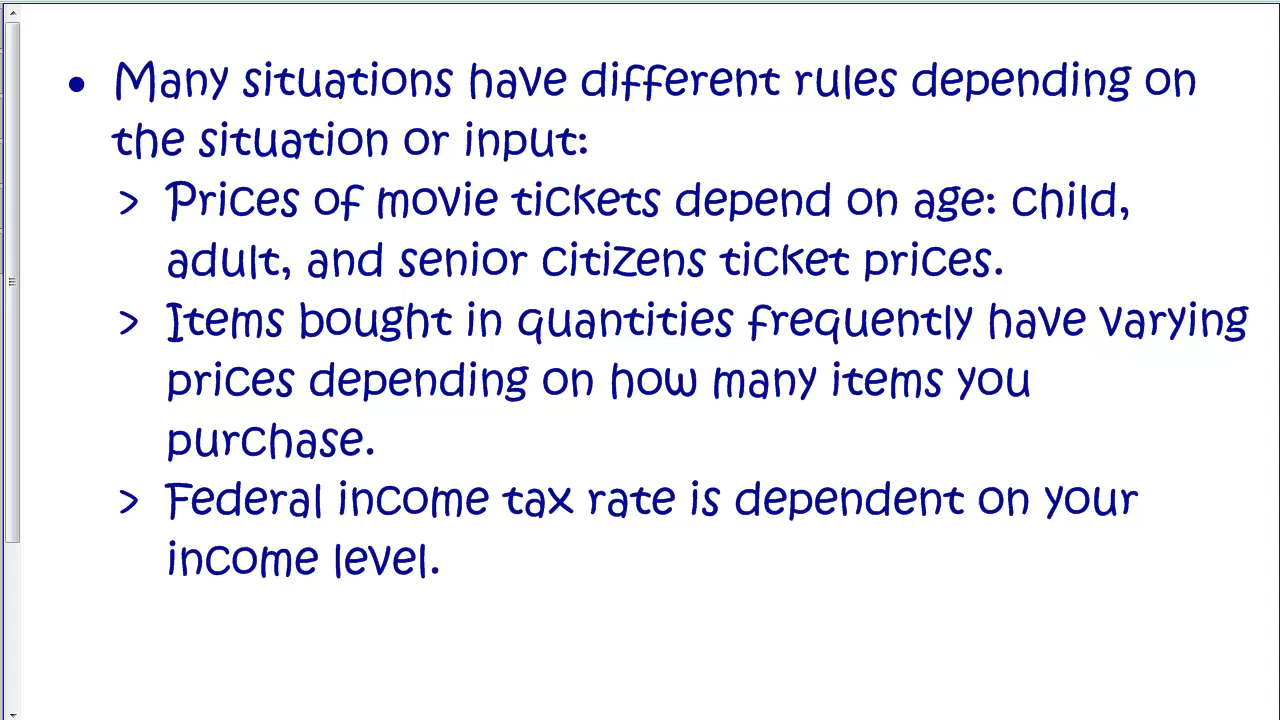 • Many situations have different rules depending on
the situation or input:
> Prices of movie tickets depend on age: child,
adult, and senior citizens ticket prices.
> Items bought in quantities frequently have varying
prices depending on how many items you
purchase.
> Federal income tax rate is dependent on your
income level.